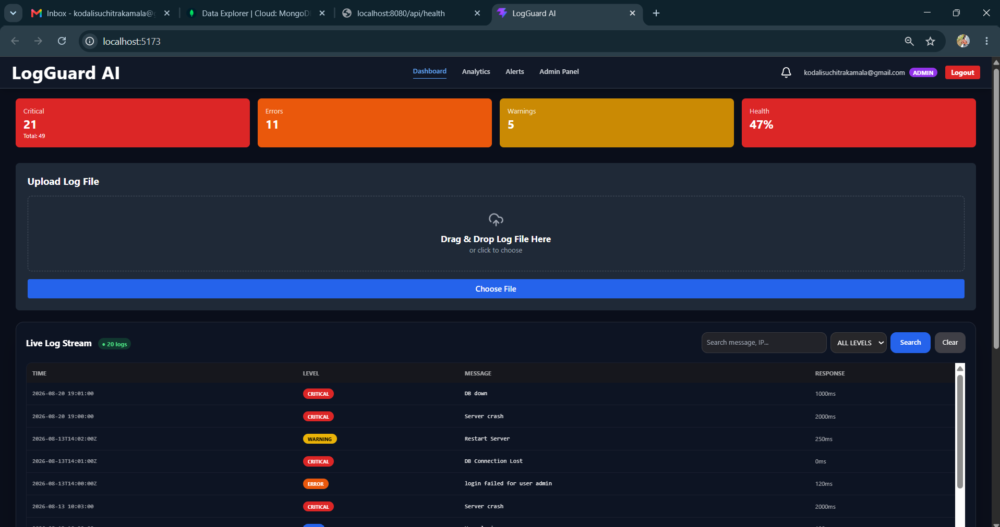 Inbox - kodalisuchitrakamala@g
Data Explorer | Cloud: MongoDB
localhost:8080/api/health
LogGuard AI
localhost:5173
LogGuard AI
Dashboard
Analytics
Alerts
Admin Panel
kodalisuchitrakamala@gmail.com
ADMIN
Logout
Critical
21
Total: 49
Errors
11
Warnings
5
Health
47%
Upload Log File
Drag & Drop Log File Here
or click to choose
Choose File
Live Log Stream
● 20 logs
Search message, IP...
ALL LEVELS
Search
Clear
TIME LEVEL MESSAGE RESPONSE
2026-08-20 19:01:00 CRITICAL DB down 1000ms
2026-08-20 19:00:00 CRITICAL Server crash 2000ms
2026-08-13T14:02:00Z WARNING Restart Server 250ms
2026-08-13T14:01:00Z CRITICAL DB Connection Lost 0ms
2026-08-13T14:00:00Z ERROR login failed for user admin 120ms
2026-08-13 10:03:00 CRITICAL Server crash 2000ms